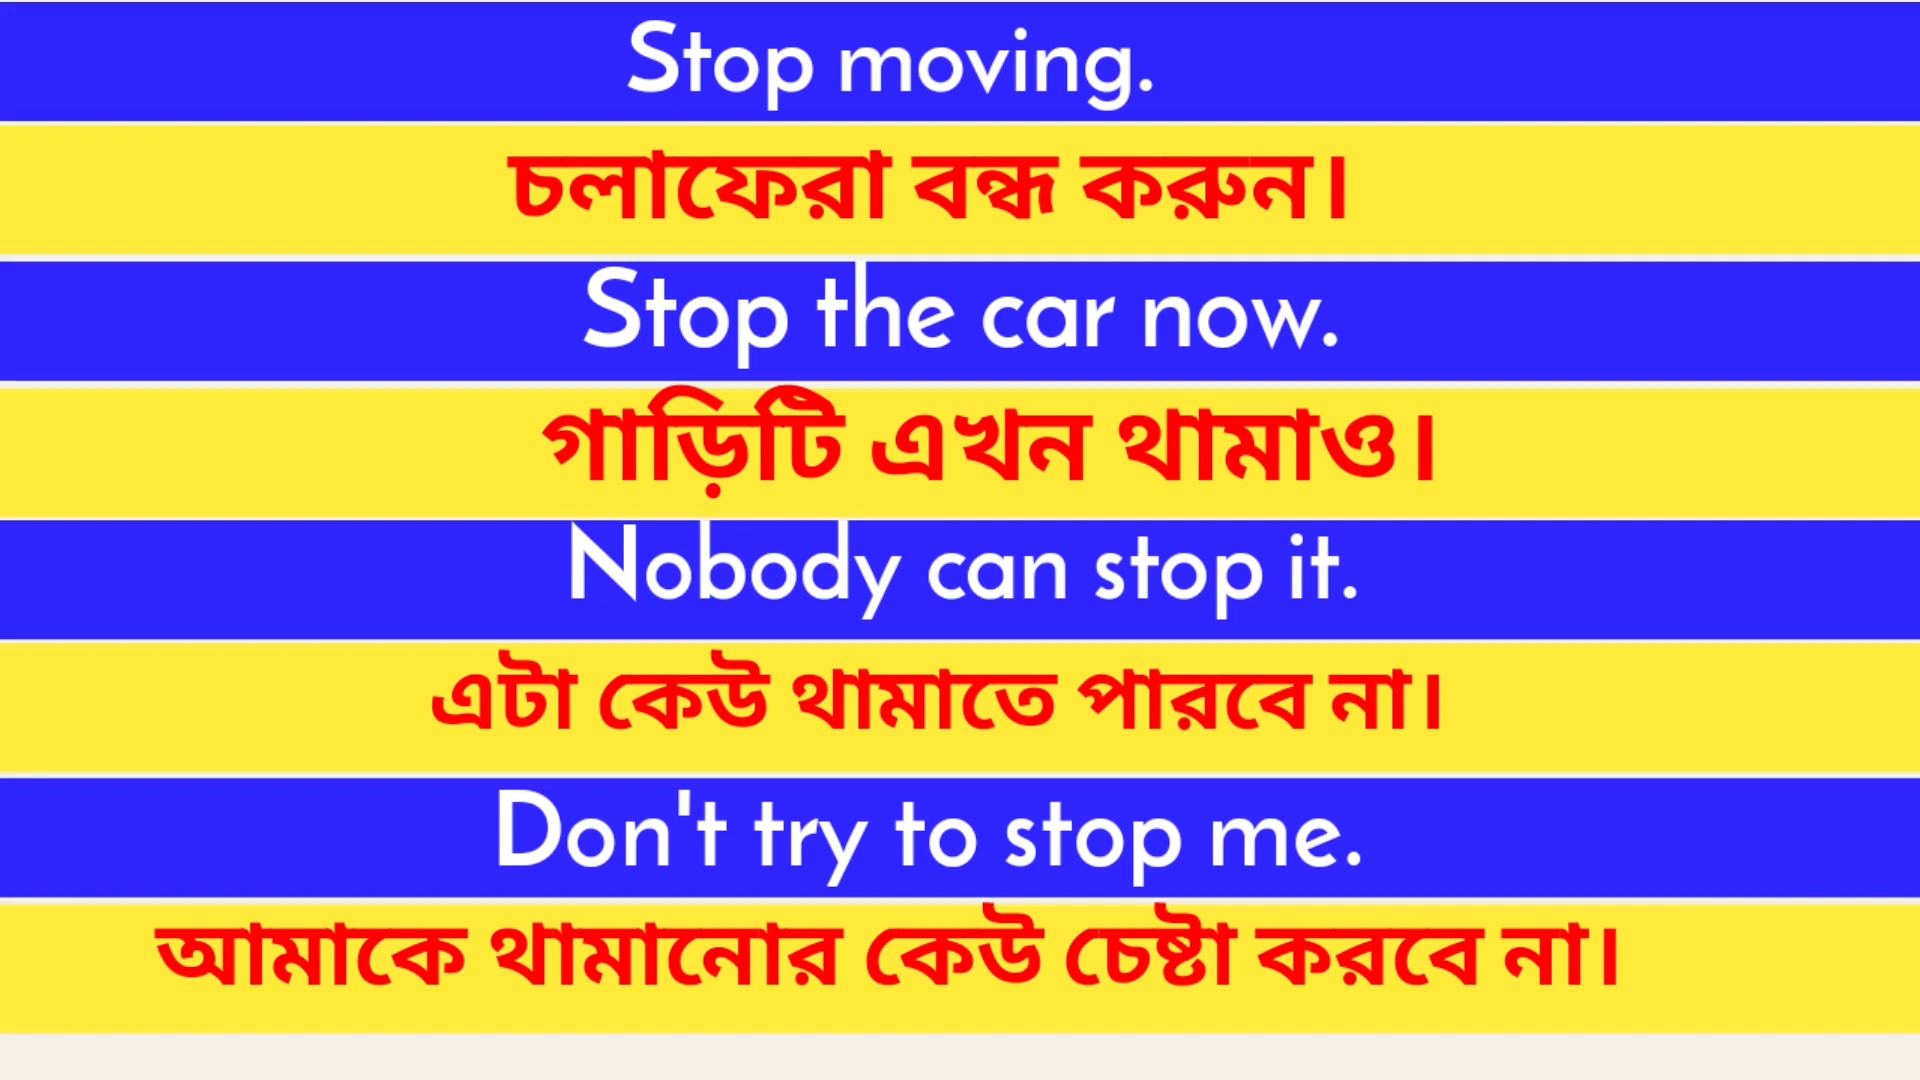 Stop moving.
চলাফেরা বন্ধ করুন।
Stop the car now.
গাড়িটি এখন থামাও।
Nobody can stop it.
এটা কেউ থামাতে পারবে না।
Don't try to stop me.
আমাকে থামানোর কেউ চেষ্টা করবে না।